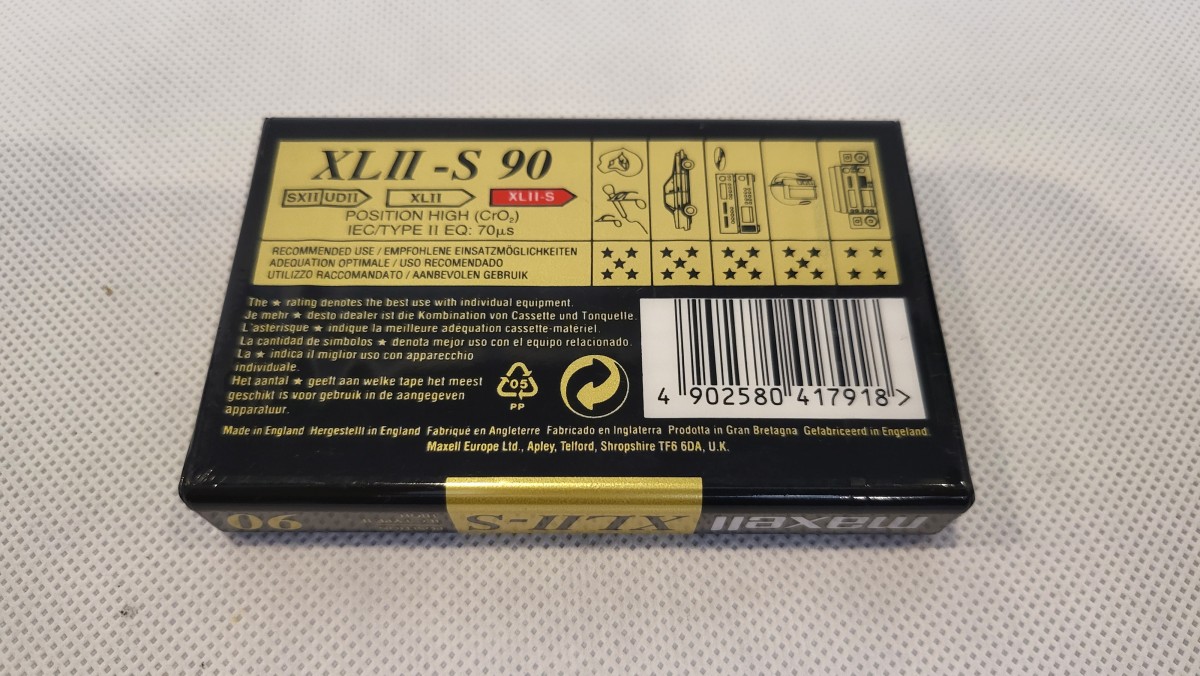 XLII -S 90
SXII UDII XLII XLII-S
POSITION HIGH (CrO₂)
IEC/TYPE II EQ: 70µs
RECOMMENDED USE / EMPFOHLENE EINSATZMÖGLICHKEITEN
ADEQUATION OPTIMALE / USO RECOMENDADO
UTILIZZO RACCOMANDATO / AANBEVOLEN GEBRUIK
The ★ rating denotes the best use with individual equipment.
Je mehr ★ desto idealer ist die Kombination von Cassette und Tonquelle.
L'asterisque ★ indique la meilleure adéquation cassette-matériel.
La cantidad de simbolos ★ denota mejor uso con el equipo relacionado.
La ★ indica il miglior uso con apparecchio
individuale.
Het aantal ★ geeft aan welke tape het meest
geschikt is voor gebruik in de aangegeven
apparatuur.
05
PP
4 902580 417918 >
Made in England Hergestellt in England Fabriqué en Angleterre Fabricado en Inglaterra Prodotta in Gran Bretagna Gefabriceerd in Engeland
Maxell Europe Ltd., Apley, Telford, Shropshire TF6 6DA, U.K.
maxell XLII-S 90